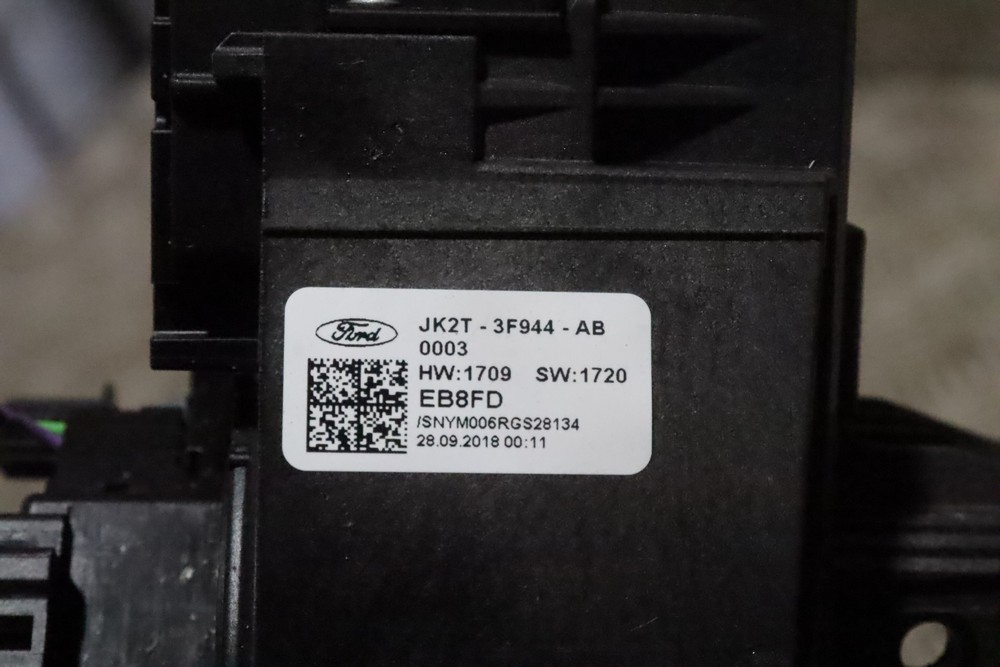 Ford
JK2T - 3F944 - AB
0003
HW:1709 SW:1720
EB8FD
/SNYM006RGS28134
28.09.2018 00:11